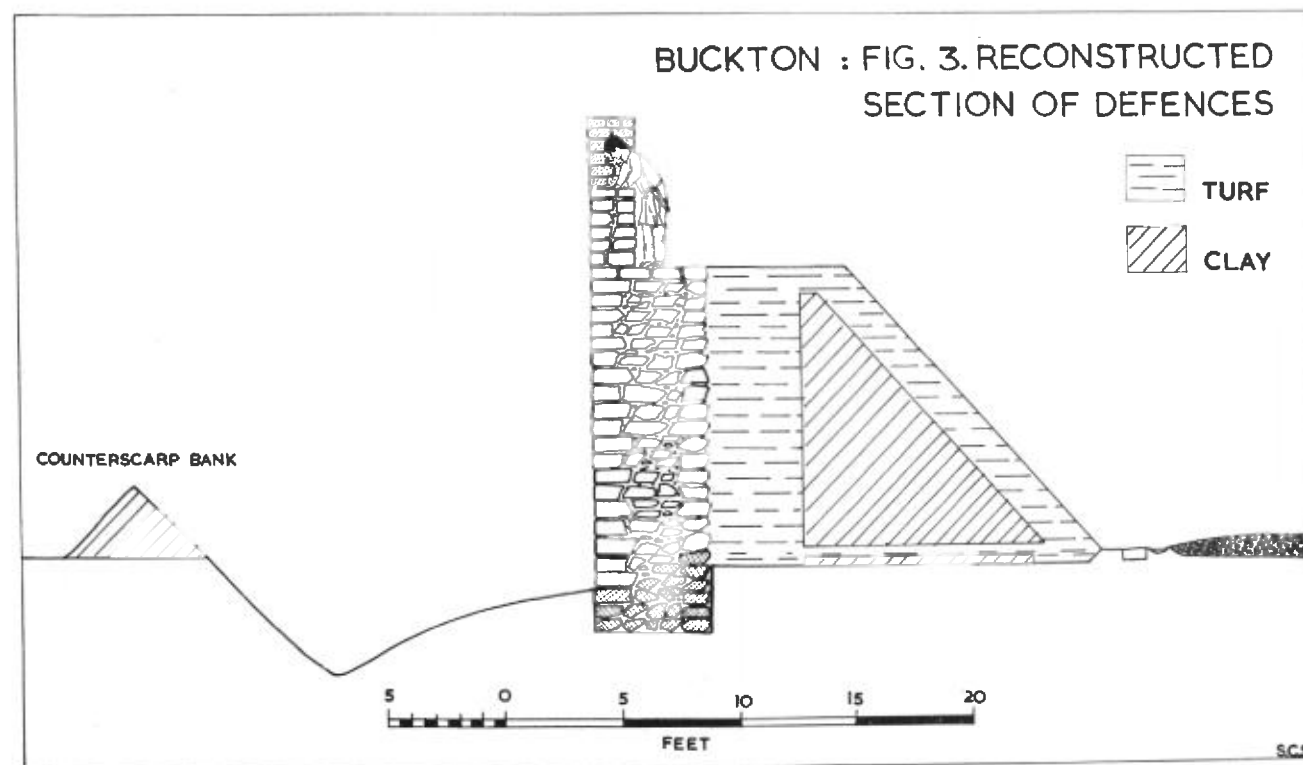 BUCKTON : FIG. 3. RECONSTRUCTED
SECTION OF DEFENCES
TURF
CLAY
COUNTERSCARP BANK
5 0 5 10 15 20
FEET